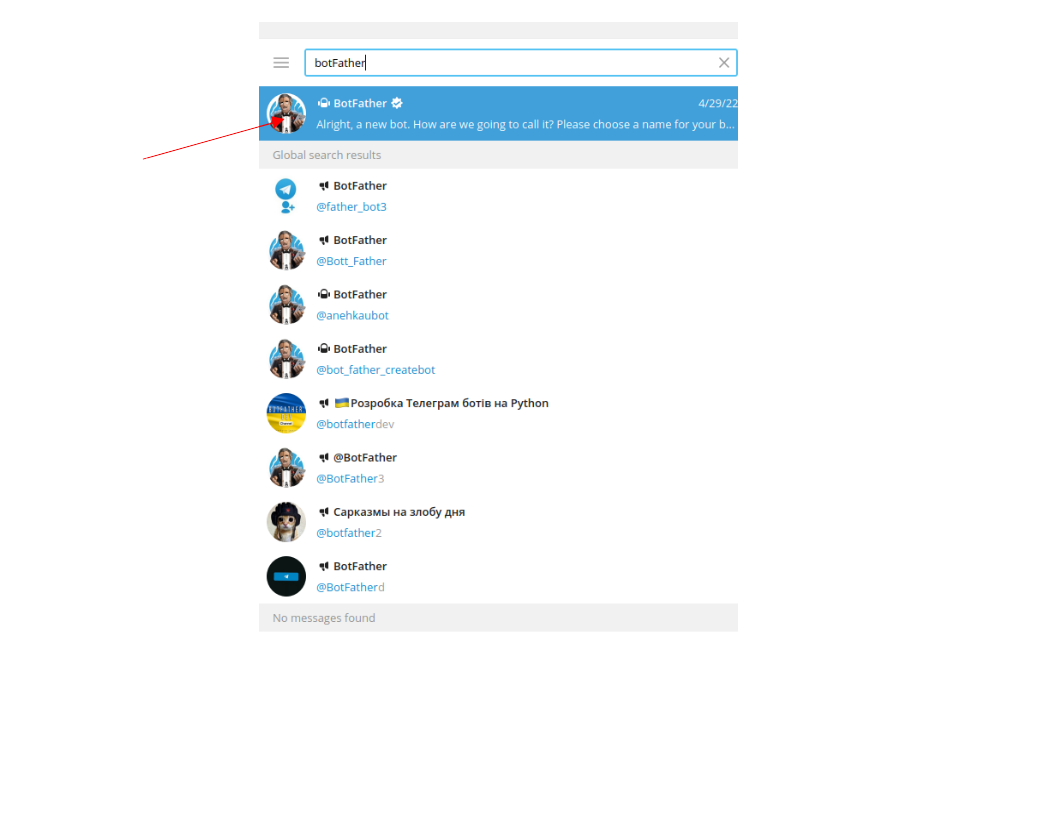 botFather
BotFather
4/29/22
Alright, a new bot. How are we going to call it? Please choose a name for your b...
Global search results
BotFather
@father_bot3
BotFather
@Bott_Father
BotFather
@anehkaubot
BotFather
@bot_father_createbot
Розробка Телеграм ботів на Python
@botfatherdev
@BotFather
@BotFather3
Сарказмы на злобу дня
@botfather2
BotFather
@BotFatherd
No messages found